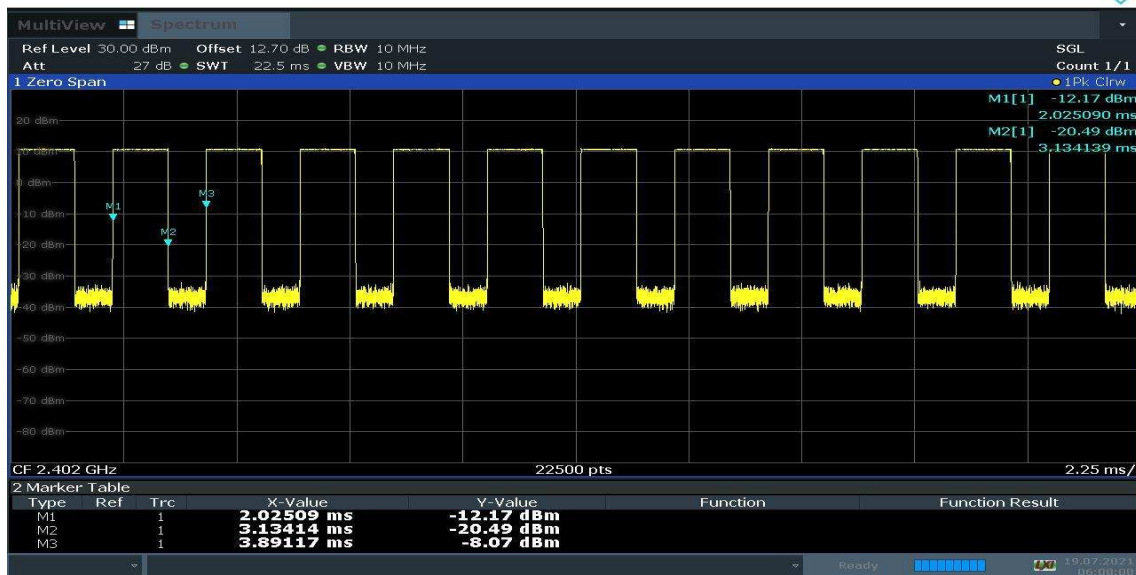 MultiView Spectrum
Ref Level 30.00 dBm Offset 12.70 dB RBW 10 MHz SGL
Att 27 dB SWT 22.5 ms VBW 10 MHz Count 1/1
1 Zero Span 1Pk Clrw
M1[1] -12.17 dBm
2.025090 ms
20 dBm
M2[1] -20.49 dBm
3.134139 ms
10 dBm
0 dBm
M3
M1
-10 dBm
M2
-20 dBm
-30 dBm
-40 dBm
-50 dBm
-60 dBm
-70 dBm
-80 dBm
CF 2.402 GHz 22500 pts 2.25 ms/
2 Marker Table
Type Ref Trc X-Value Y-Value Function Function Result
M1 1 2.02509 ms -12.17 dBm
M2 1 3.13414 ms -20.49 dBm
M3 1 3.89117 ms -8.07 dBm
Ready 19.07.2021
06:08:00